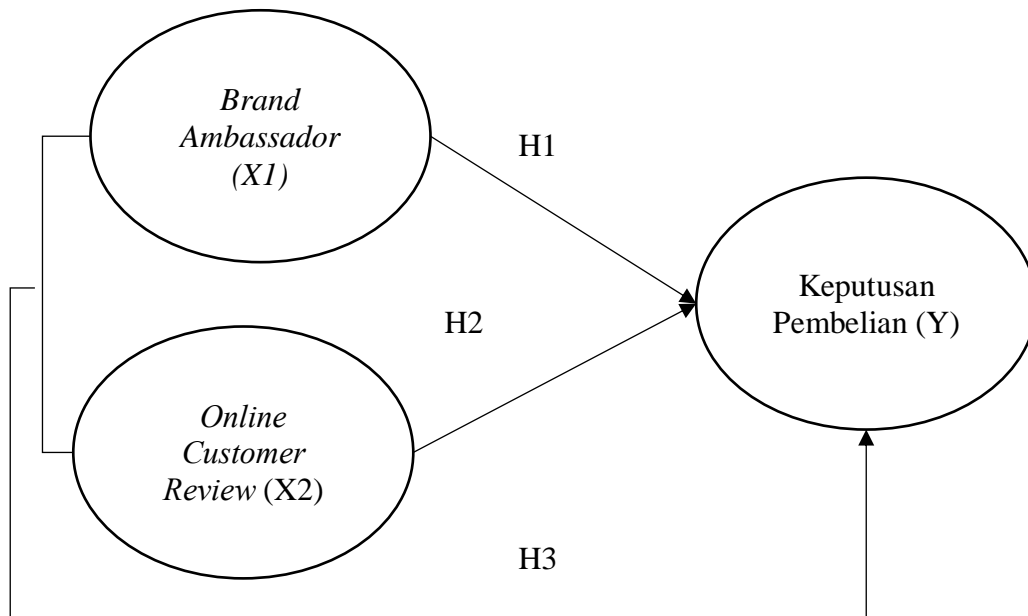 Brand
Ambassador
(X1)
H1
Keputusan
Pembelian (Y)
H2
Online
Customer
Review (X2)
H3